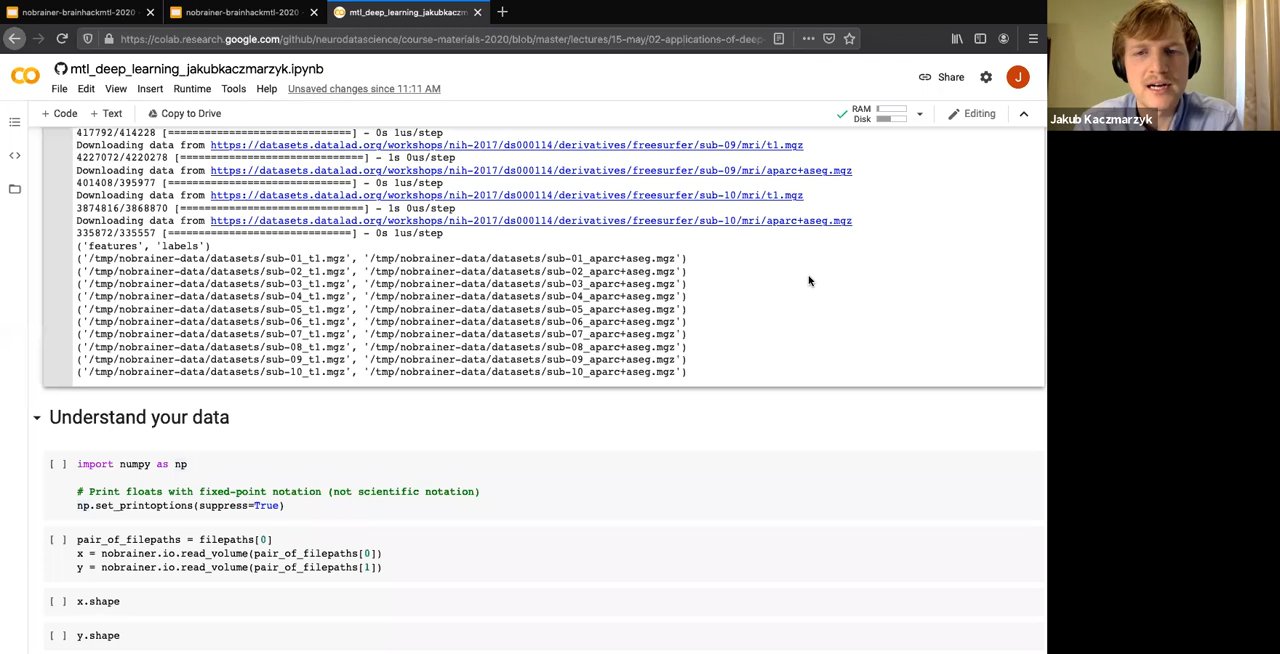 nobrainer-brainhackmtl-2020
nobrainer-brainhackmtl-2020
mtl_deep_learning_jakubkaczm
https://colab.research.google.com/github/neurodatascience/course-materials-2020/blob/master/lectures/15-may/02-applications-of-deep-
mtl_deep_learning_jakubkaczmarzyk.ipynb
Share
J
File Edit View Insert Runtime Tools Help Unsaved changes since 11:11 AM
+ Code + Text Copy to Drive
RAM
Disk
Editing
Jakub Kaczmarzyk
417792/414228 [==============================] - 0s 1us/step
Downloading data from https://datasets.datalad.org/workshops/nih-2017/ds000114/derivatives/freesurfer/sub-09/mri/t1.mgz
4227072/4220278 [==============================] - 1s 0us/step
Downloading data from https://datasets.datalad.org/workshops/nih-2017/ds000114/derivatives/freesurfer/sub-09/mri/aparc+aseg.mgz
401408/395977 [==============================] - 0s 1us/step
Downloading data from https://datasets.datalad.org/workshops/nih-2017/ds000114/derivatives/freesurfer/sub-10/mri/t1.mgz
3874816/3868870 [==============================] - 1s 0us/step
Downloading data from https://datasets.datalad.org/workshops/nih-2017/ds000114/derivatives/freesurfer/sub-10/mri/aparc+aseg.mgz
335872/335557 [==============================] - 0s 1us/step
('features', 'labels')
('/tmp/nobrainer-data/datasets/sub-01_t1.mgz', '/tmp/nobrainer-data/datasets/sub-01_aparc+aseg.mgz')
('/tmp/nobrainer-data/datasets/sub-02_t1.mgz', '/tmp/nobrainer-data/datasets/sub-02_aparc+aseg.mgz')
('/tmp/nobrainer-data/datasets/sub-03_t1.mgz', '/tmp/nobrainer-data/datasets/sub-03_aparc+aseg.mgz')
('/tmp/nobrainer-data/datasets/sub-04_t1.mgz', '/tmp/nobrainer-data/datasets/sub-04_aparc+aseg.mgz')
('/tmp/nobrainer-data/datasets/sub-05_t1.mgz', '/tmp/nobrainer-data/datasets/sub-05_aparc+aseg.mgz')
('/tmp/nobrainer-data/datasets/sub-06_t1.mgz', '/tmp/nobrainer-data/datasets/sub-06_aparc+aseg.mgz')
('/tmp/nobrainer-data/datasets/sub-07_t1.mgz', '/tmp/nobrainer-data/datasets/sub-07_aparc+aseg.mgz')
('/tmp/nobrainer-data/datasets/sub-08_t1.mgz', '/tmp/nobrainer-data/datasets/sub-08_aparc+aseg.mgz')
('/tmp/nobrainer-data/datasets/sub-09_t1.mgz', '/tmp/nobrainer-data/datasets/sub-09_aparc+aseg.mgz')
('/tmp/nobrainer-data/datasets/sub-10_t1.mgz', '/tmp/nobrainer-data/datasets/sub-10_aparc+aseg.mgz')
Understand your data
[ ] import numpy as np
# Print floats with fixed-point notation (not scientific notation)
np.set_printoptions(suppress=True)
[ ] pair_of_filepaths = filepaths[0]
x = nobrainer.io.read_volume(pair_of_filepaths[0])
y = nobrainer.io.read_volume(pair_of_filepaths[1])
[ ] x.shape
[ ] y.shape